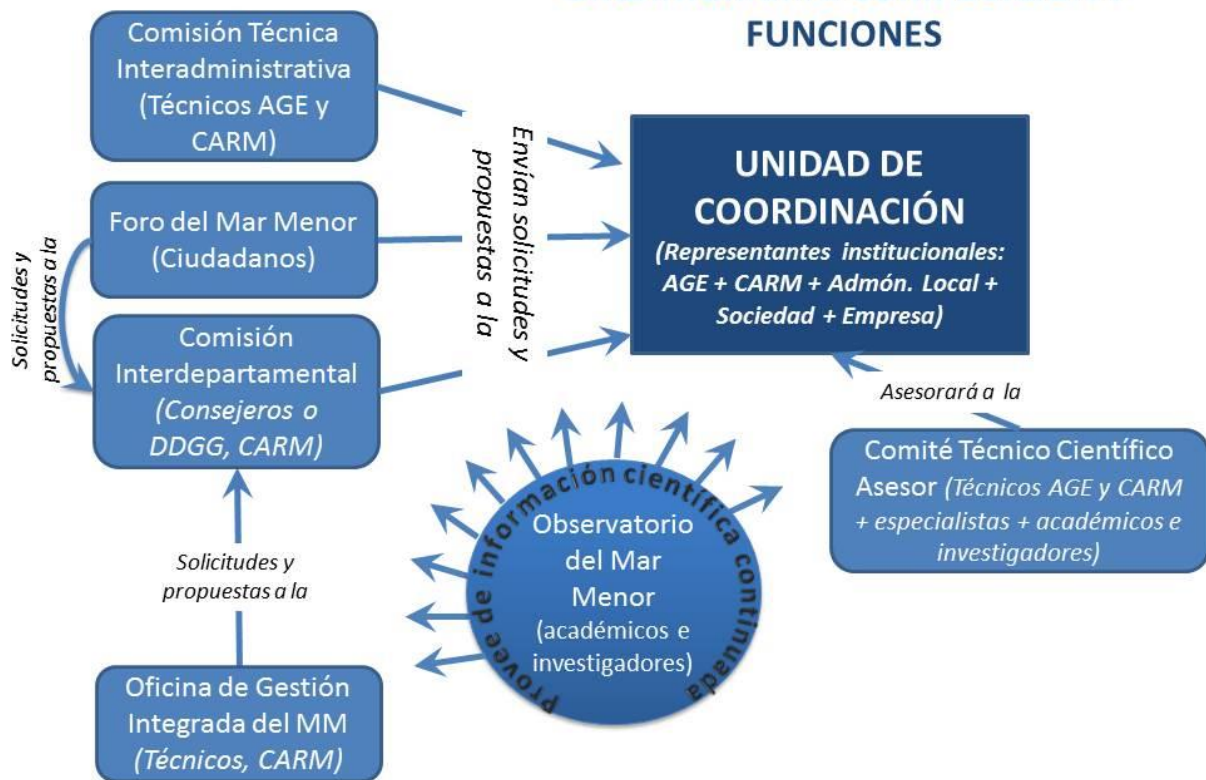 FUNCIONES
Comisión Técnica
Interadministrativa
(Técnicos AGE y
CARM)
Foro del Mar Menor
(Ciudadanos)
Solicitudes y
propuestas a la
Comisión
Interdepartamental
(Consejeros o
DDGG, CARM)
Solicitudes y
propuestas a la
Oficina de Gestión
Integrada del MM
(Técnicos, CARM)
Envían solicitudes y
propuestas a la
UNIDAD DE
COORDINACIÓN
(Representantes institucionales:
AGE + CARM + Admón. Local +
Sociedad + Empresa)
Asesorará a la
Comité Técnico Científico
Asesor (Técnicos AGE y CARM
+ especialistas + académicos e
investigadores)
Provee de información científica continuada
Observatorio
del Mar
Menor
(académicos e
investigadores)